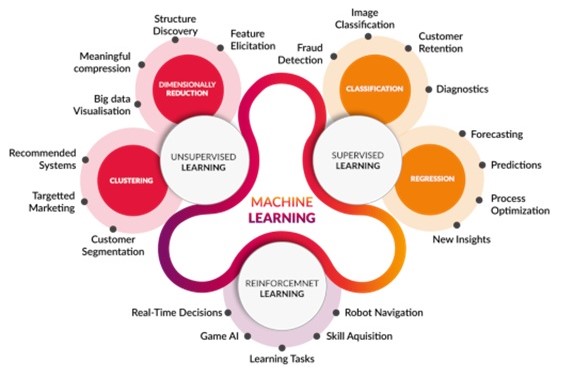 Structure
Discovery
Feature
Elicitation
Meaningful
compression
Big data
Visualisation
DIMENSIONALLY
REDUCTION
Image
Classification
Fraud
Detection
Customer
Retention
Diagnostics
CLASSIFICATION
Recommended
Systems
Targetted
Marketing
Customer
Segmentation
CLUSTERING
UNSUPERVISED
LEARNING
SUPERVISED
LEARNING
REGRESSION
Forecasting
Predictions
Process
Optimization
New Insights
MACHINE
LEARNING
REINFORCEMNET
LEARNING
Real-Time Decisions
Game AI
Learning Tasks
Robot Navigation
Skill Aquisition